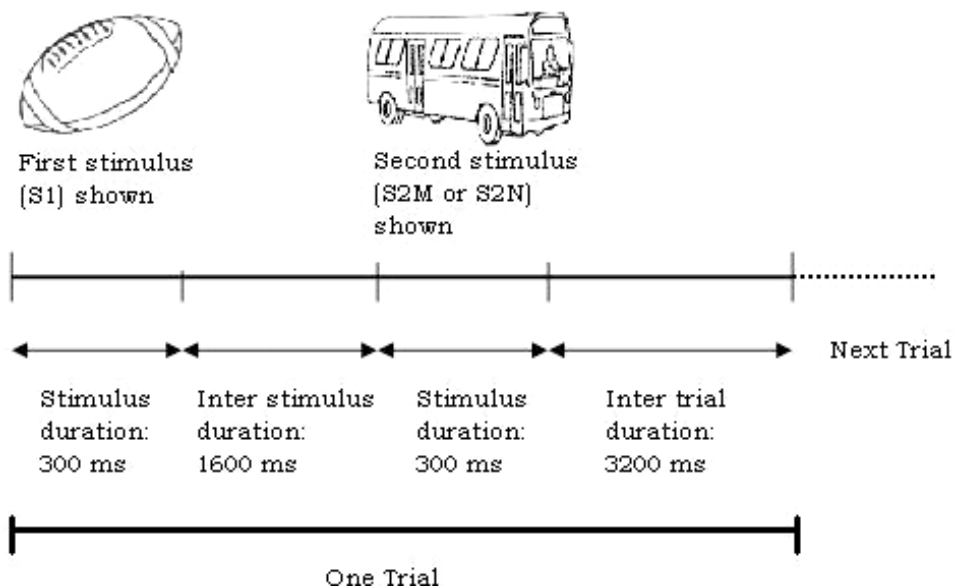 First stimulus
(S1) shown
Second stimulus
(S2M or S2N)
shown
Next Trial
Stimulus
duration:
300 ms
Inter stimulus
duration:
1600 ms
Stimulus
duration:
300 ms
Inter trial
duration:
3200 ms
One Trial